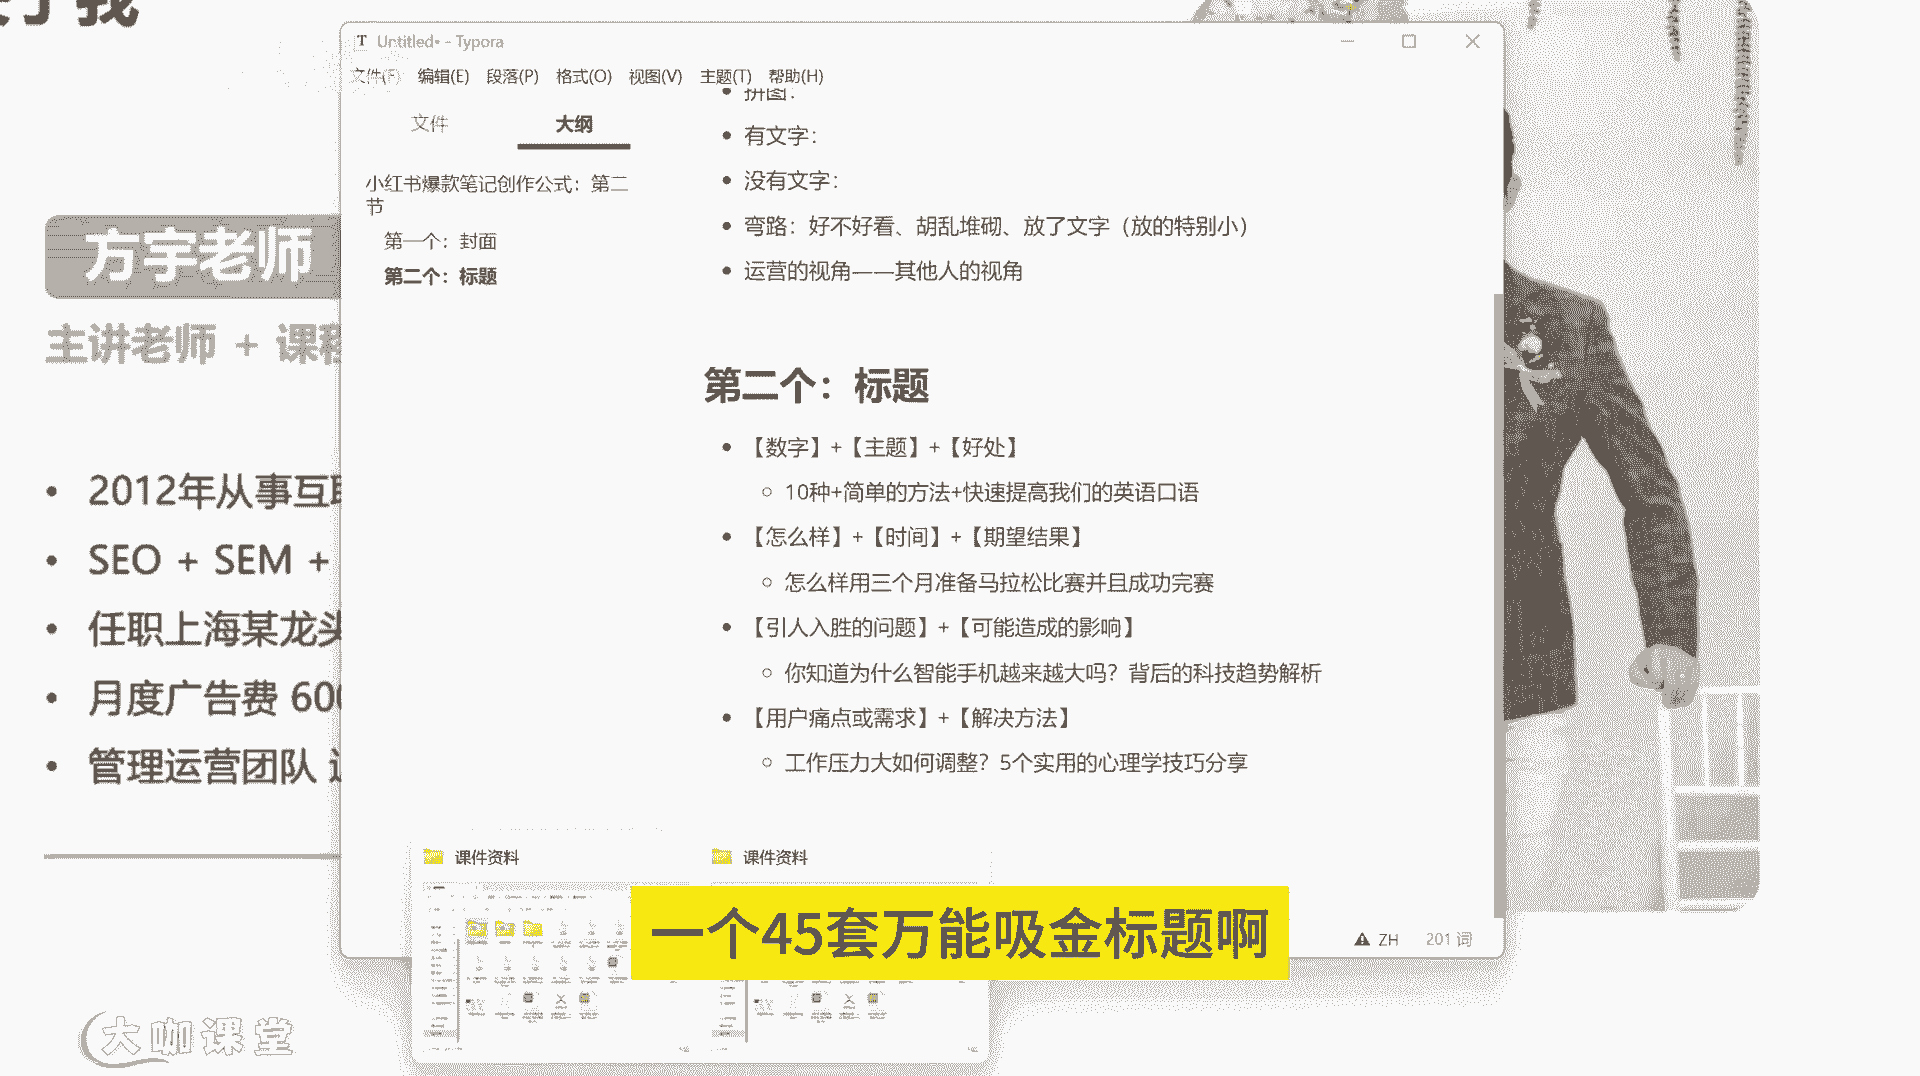 我
Untitled• - Typora
文件(F) 编辑(E) 段落(P) 格式(O) 视图(V) 主题(T) 帮助(H)
文件 大纲
小红书爆款笔记创作公式：第二
节
第一个：封面
第二个：标题
拼图：
有文字：
没有文字：
弯路：好不好看、胡乱堆砌、放了文字（放的特别小）
运营的视角——其他人的视角
第二个：标题
【数字】+【主题】+【好处】
10种+简单的方法+快速提高我们的英语口语
【怎么样】+【时间】+【期望结果】
怎么样用三个月准备马拉松比赛并且成功完赛
【引人入胜的问题】+【可能造成的影响】
你知道为什么智能手机越来越大吗？背后的科技趋势解析
【用户痛点或需求】+【解决方法】
工作压力大如何调整？5个实用的心理学技巧分享
ZH 201 词
方宇老师
主讲老师 + 课程
2012年从事互联
SEO + SEM +
任职上海某龙头
月度广告费 600
管理运营团队
课件资料
课件资料
一个45套万能吸金标题啊
大咖课堂